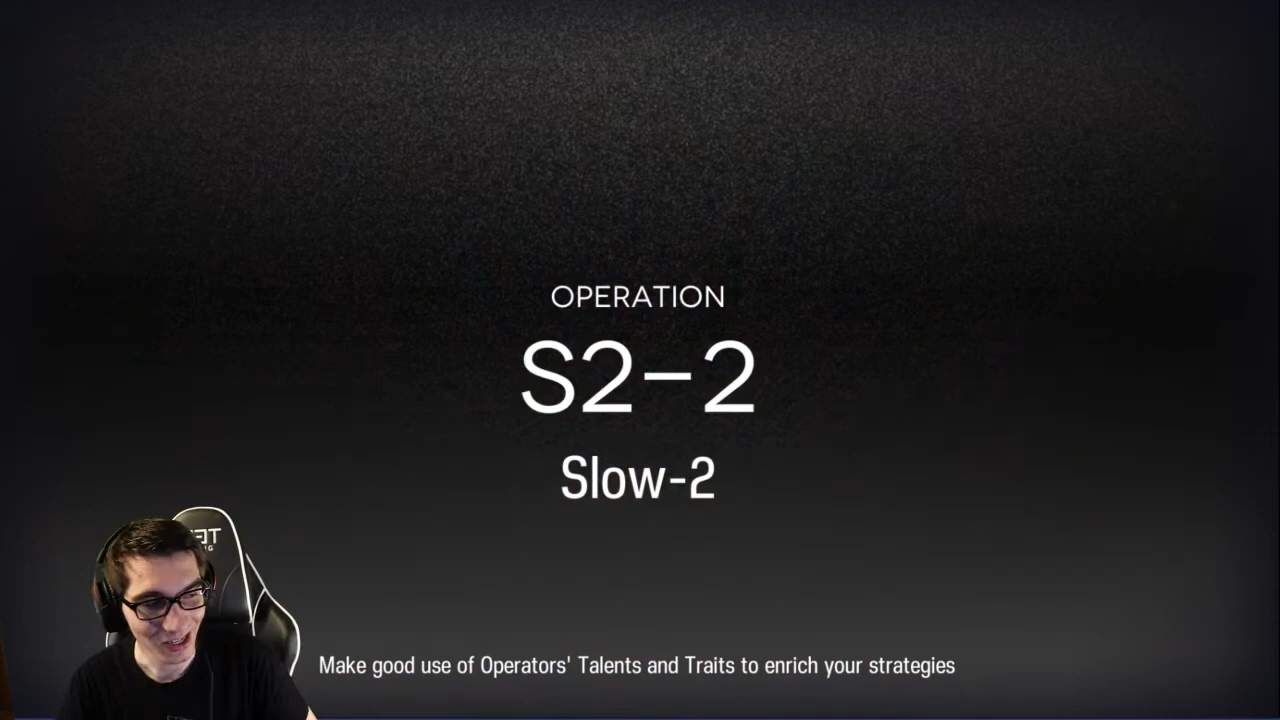 OPERATION
S2-2
Slow-2
Make good use of Operators' Talents and Traits to enrich your strategies